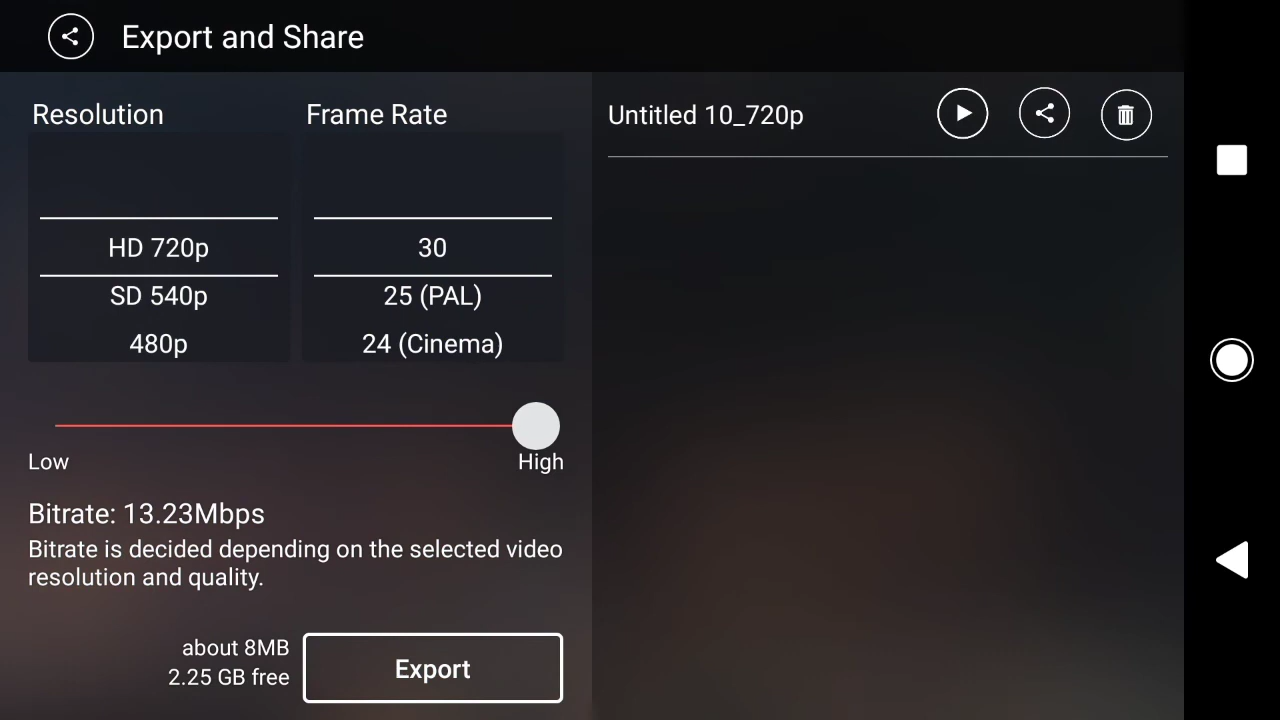 Export and Share
Resolution
HD 720p
SD 540p
480p
Frame Rate
30
25 (PAL)
24 (Cinema)
Low
High
Bitrate: 13.23Mbps
Bitrate is decided depending on the selected video
resolution and quality.
about 8MB
2.25 GB free
Export
Untitled 10_720p